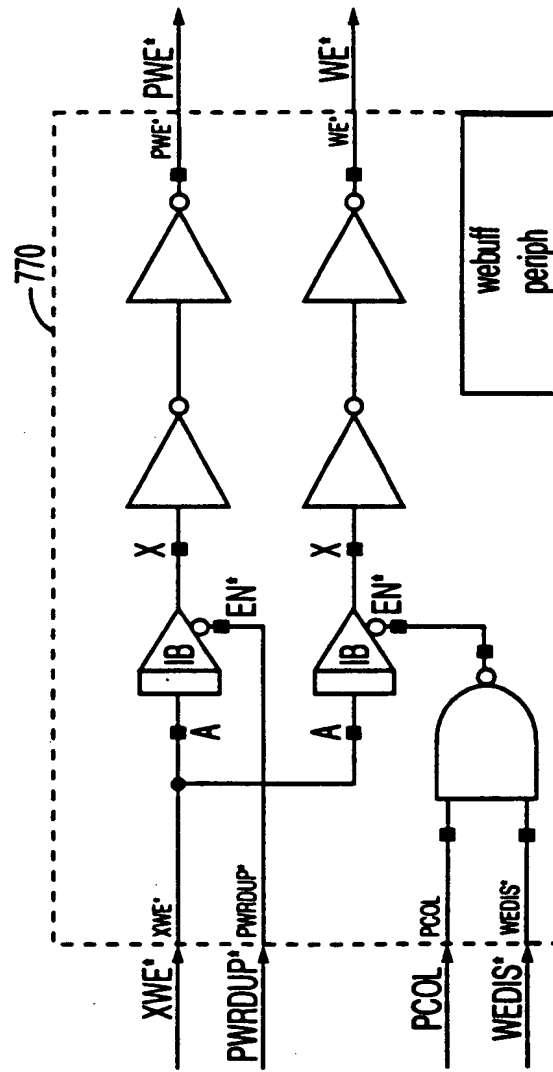 770
XWE*
XWE*
A
IB
X
EN*
PWE*
PWE*
PWRDUP*
PWRDUP*
A
IB
X
EN*
WE*
WE*
PCOL
PCOL
WEDIS*
WEDIS*
webuff
periph